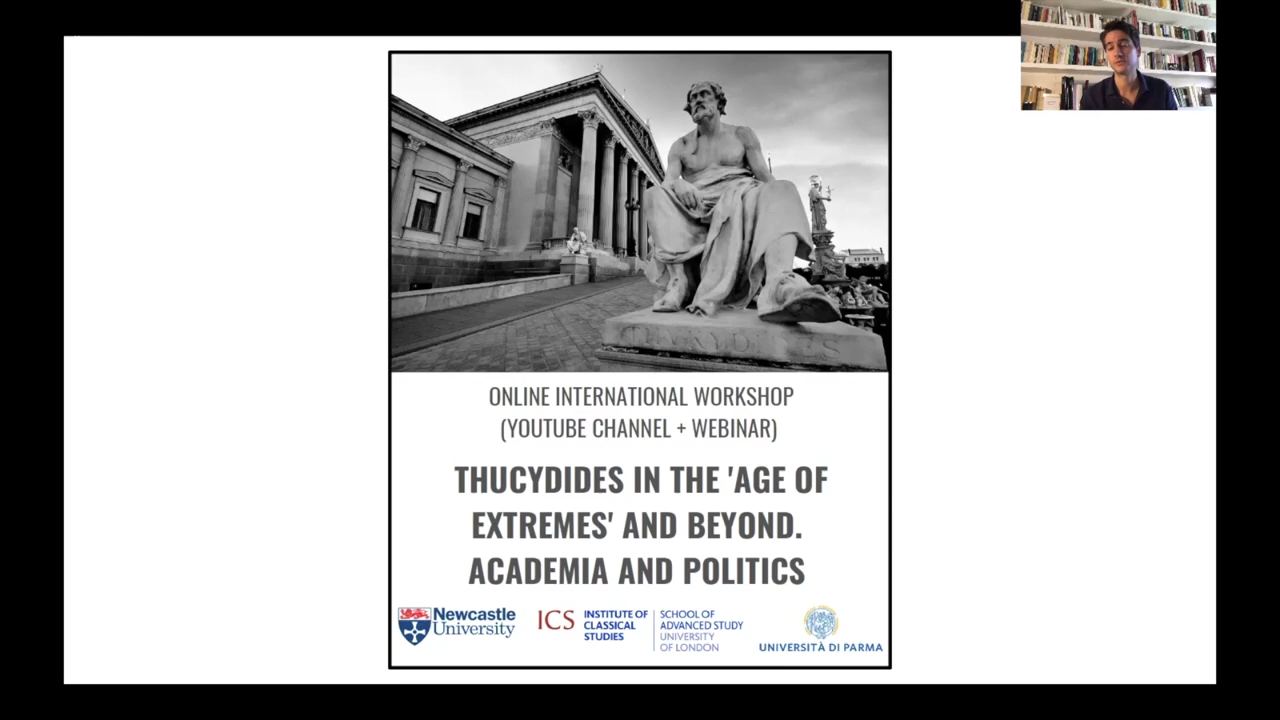 THUKYDIDES
ONLINE INTERNATIONAL WORKSHOP
(YOUTUBE CHANNEL + WEBINAR)
THUCYDIDES IN THE 'AGE OF
EXTREMES' AND BEYOND.
ACADEMIA AND POLITICS
Newcastle
University
ICS
INSTITUTE OF
CLASSICAL
STUDIES
SCHOOL OF
ADVANCED STUDY
UNIVERSITY
OF LONDON
UNIVERSITÀ DI PARMA